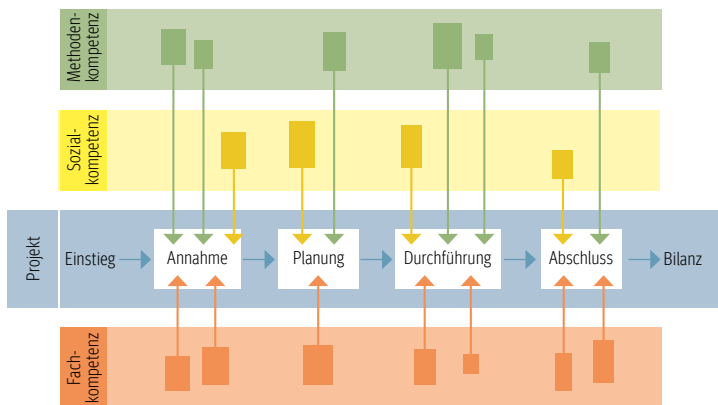 Methoden-
kompetenz
Sozial-
kompetenz
Projekt
Einstieg
Annahme
Planung
Durchführung
Abschluss
Bilanz
Fach-
kompetenz